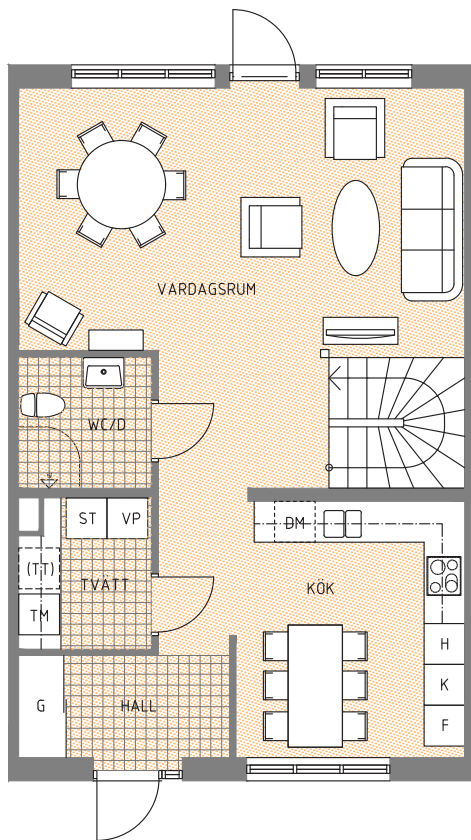 VARDAGSRUM
WC/D
ST VP
DM
(TT)
TVÄTT
KÖK
TM
H
K
G
HALL
F